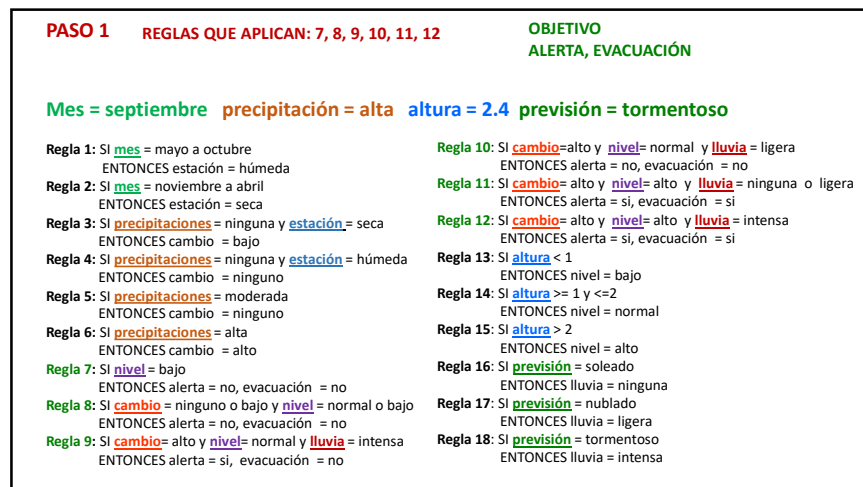 PASO 1 REGLAS QUE APLICAN: 7, 8, 9, 10, 11, 12
OBJETIVO
ALERTA, EVACUACIÓN
Mes = septiembre precipitación = alta altura = 2.4 previsión = tormentoso
Regla 1: SI mes = mayo a octubre
ENTONCES estación = húmeda
Regla 2: SI mes = noviembre a abril
ENTONCES estación = seca
Regla 3: SI precipitaciones = ninguna y estación = seca
ENTONCES cambio = bajo
Regla 4: SI precipitaciones = ninguna y estación = húmeda
ENTONCES cambio = ninguno
Regla 5: SI precipitaciones = moderada
ENTONCES cambio = ninguno
Regla 6: SI precipitaciones = alta
ENTONCES cambio = alto
Regla 7: SI nivel = bajo
ENTONCES alerta = no, evacuación = no
Regla 8: SI cambio = ninguno o bajo y nivel = normal o bajo
ENTONCES alerta = no, evacuación = no
Regla 9: SI cambio= alto y nivel= normal y lluvia = intensa
ENTONCES alerta = si, evacuación = no
Regla 10: SI cambio=alto y nivel= normal y lluvia = ligera
ENTONCES alerta = no, evacuación = no
Regla 11: SI cambio= alto y nivel= alto y lluvia = ninguna o ligera
ENTONCES alerta = si, evacuación = si
Regla 12: SI cambio= alto y nivel= alto y lluvia = intensa
ENTONCES alerta = si, evacuación = si
Regla 13: SI altura < 1
ENTONCES nivel = bajo
Regla 14: SI altura >= 1 y <=2
ENTONCES nivel = normal
Regla 15: SI altura > 2
ENTONCES nivel = alto
Regla 16: SI previsión = soleado
ENTONCES lluvia = ninguna
Regla 17: SI previsión = nublado
ENTONCES lluvia = ligera
Regla 18: SI previsión = tormentoso
ENTONCES lluvia = intensa